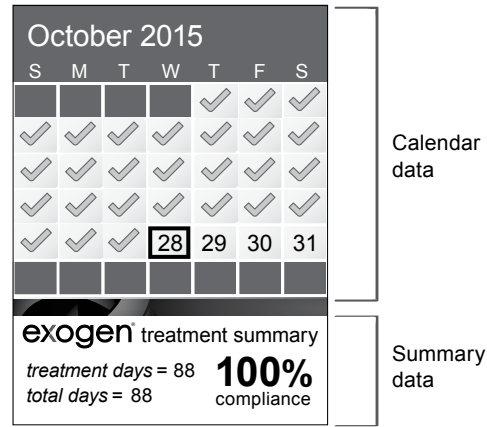 October 2015
S M T W T F S
28 29 30 31
Calendar
data
exogen® treatment summary
treatment days = 88
total days = 88
100%
compliance
Summary
data